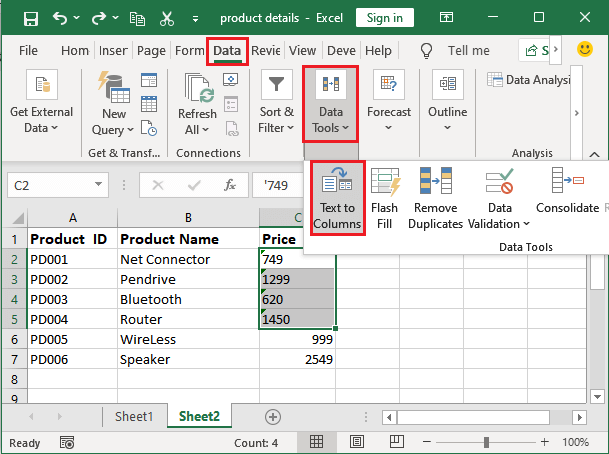 product details - Excel Sign in
File Hom Inser Page Form Data Revie View Deve Help Tell me S
Get External Data
New Query
Refresh All
Sort & Filter
Data Tools
Forecast
Outline
Data Analysi
Get & Transf...
Connections
Analysis
C2 fx '749
Text to Columns
Flash Fill
Remove Duplicates
Data Validation
Consolidate R
Data Tools
A B C
1 Product ID Product Name Price
2 PD001 Net Connector 749
3 PD002 Pendrive 1299
4 PD003 Bluetooth 620
5 PD004 Router 1450
6 PD005 WireLess 999
7 PD006 Speaker 2549
8
9
Sheet1 Sheet2
Ready Count: 4 100%